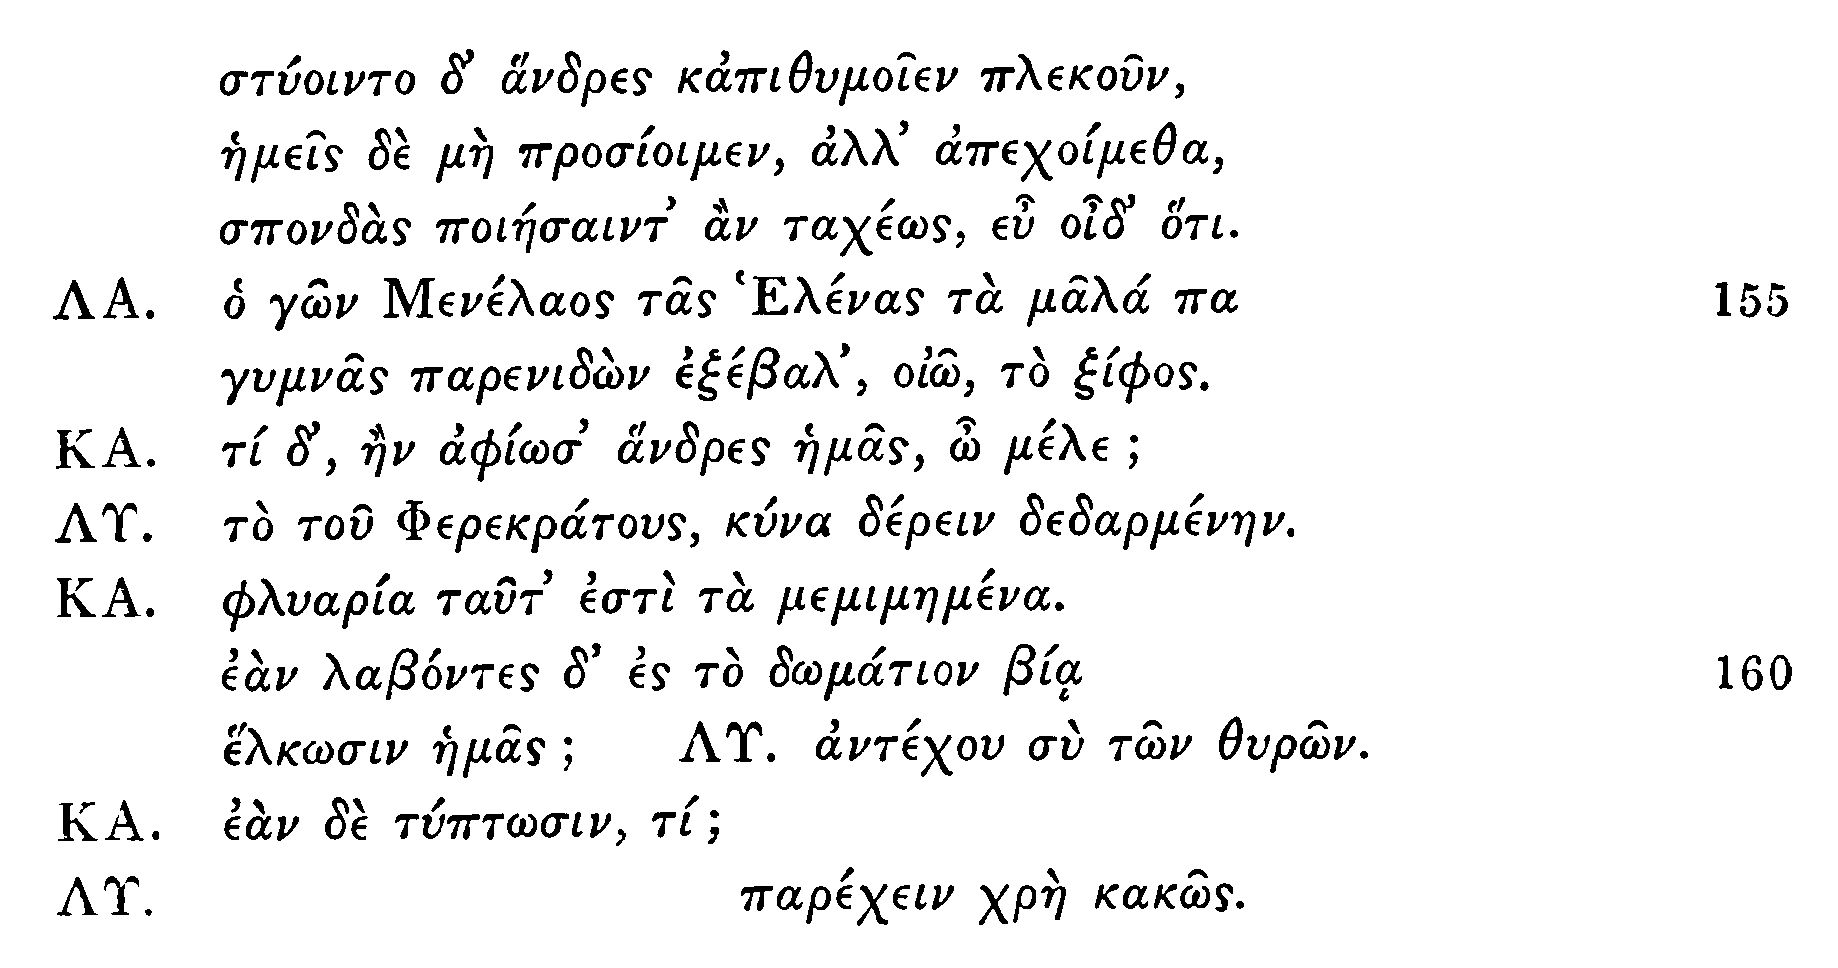 στύοιντο δ’ ἅνδρες κἀπιθυμοῖεν πλεκοῦν,
ἡμεῖς δὲ μὴ προσίοιμεν, ἀλλ’ ἀπεχοίμεθα,
σπονδὰς ποιήσαιντ’ ἂν ταχέως, εὖ οἶδ’ ὅτι.
ΛΑ. ὁ γῶν Μενέλαος τᾶς Ἑλένας τὰ μᾶλά πα 155
γυμνᾶς παρενιδὼν ἐξέβαλ’, οἰῶ, τὸ ξίφος.
ΚΑ. τί δ’, ἢν ἀφίωσ’ ἅνδρες ἡμᾶς, ὦ μέλε;
ΛΥ. τὸ τοῦ Φερεκράτους, κύνα δέρειν δεδαρμένην.
ΚΑ. φλυαρία ταῦτ’ ἐστὶ τὰ μεμιμημένα.
ἐὰν λαβόντες δ’ ἐς τὸ δωμάτιον βίᾳ 160
ἕλκωσιν ἡμᾶς; ΛΥ. ἀντέχου σὺ τῶν θυρῶν.
ΚΑ. ἐὰν δὲ τύπτωσιν, τί;
ΛΥ. παρέχειν χρὴ κακῶς.